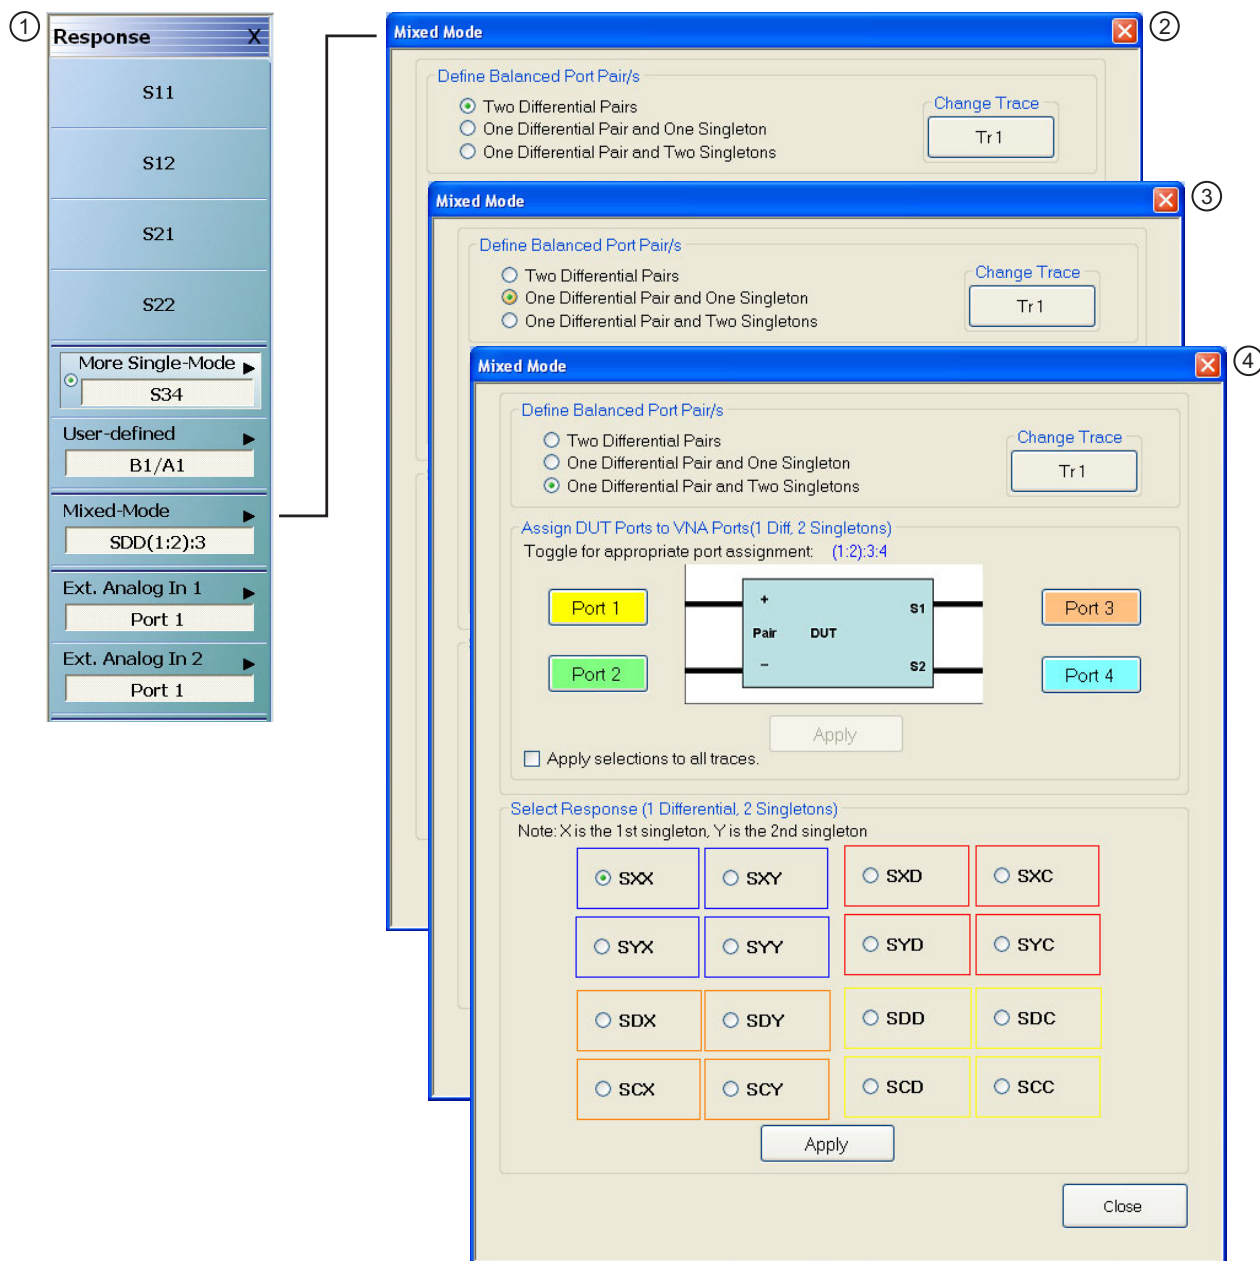 1
Response X
S11
S12
S21
S22
More Single-Mode
S34
User-defined
B1/A1
Mixed-Mode
SDD(1:2):3
Ext. Analog In 1
Port 1
Ext. Analog In 2
Port 1
2
Mixed Mode
Define Balanced Port Pair/s
Two Differential Pairs
One Differential Pair and One Singleton
One Differential Pair and Two Singletons
Change Trace
Tr1
3
Mixed Mode
Define Balanced Port Pair/s
Two Differential Pairs
One Differential Pair and One Singleton
One Differential Pair and Two Singletons
Change Trace
Tr1
4
Mixed Mode
Define Balanced Port Pair/s
Two Differential Pairs
One Differential Pair and One Singleton
One Differential Pair and Two Singletons
Change Trace
Tr1
Assign DUT Ports to VNA Ports(1 Diff, 2 Singletons)
Toggle for appropriate port assignment: (1:2):3:4
Port 1
Port 2
+
Pair DUT
−
S1
S2
Port 3
Port 4
Apply
Apply selections to all traces.
Select Response (1 Differential, 2 Singletons)
Note: X is the 1st singleton, Y is the 2nd singleton
SXX SXY SXD SXC
SYX SYY SYD SYC
SDX SDY SDD SDC
SCX SCY SCD SCC
Apply
Close